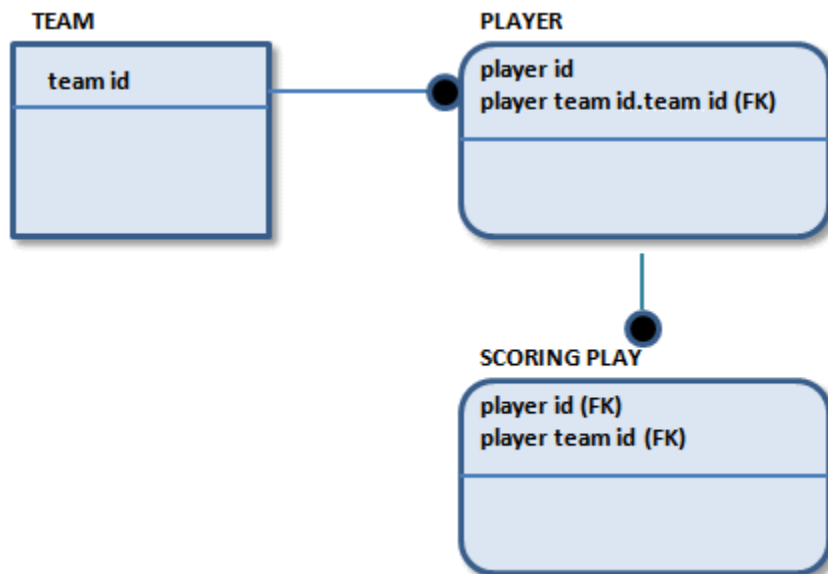 TEAM
team id
PLAYER
player id
player team id.team id (FK)
SCORING PLAY
player id (FK)
player team id (FK)